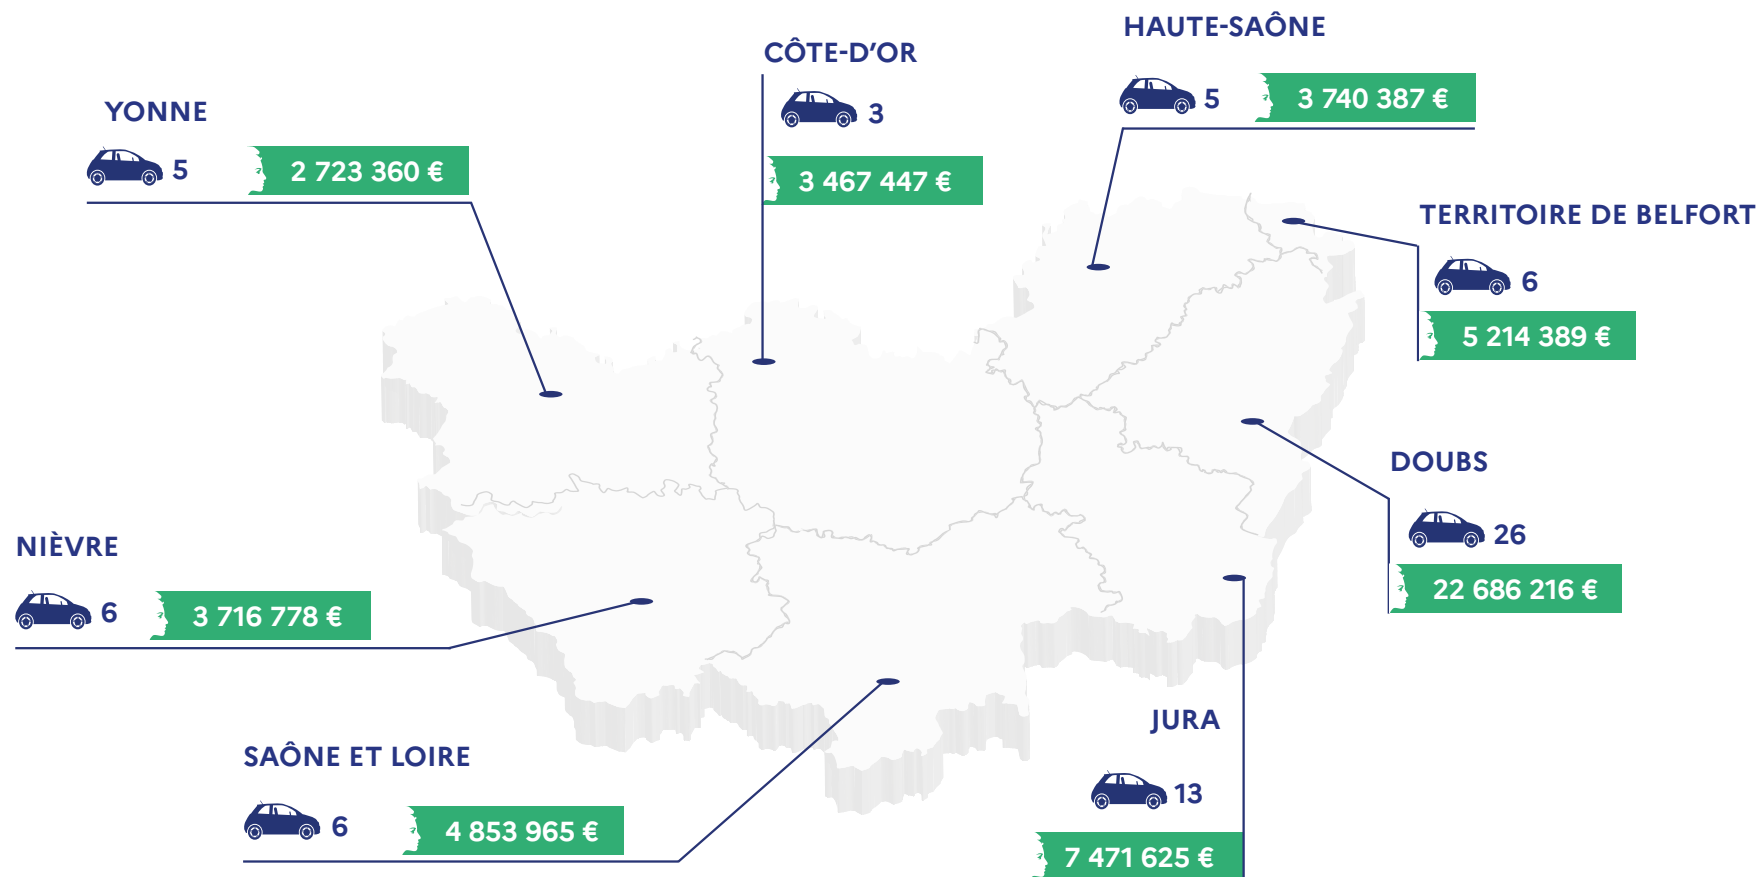 HAUTE-SAÔNE
5
3 740 387 €
CÔTE-D'OR
3
3 467 447 €
YONNE
5
2 723 360 €
TERRITOIRE DE BELFORT
6
5 214 389 €
DOUBS
26
22 686 216 €
NIÈVRE
6
3 716 778 €
JURA
13
7 471 625 €
SAÔNE ET LOIRE
6
4 853 965 €